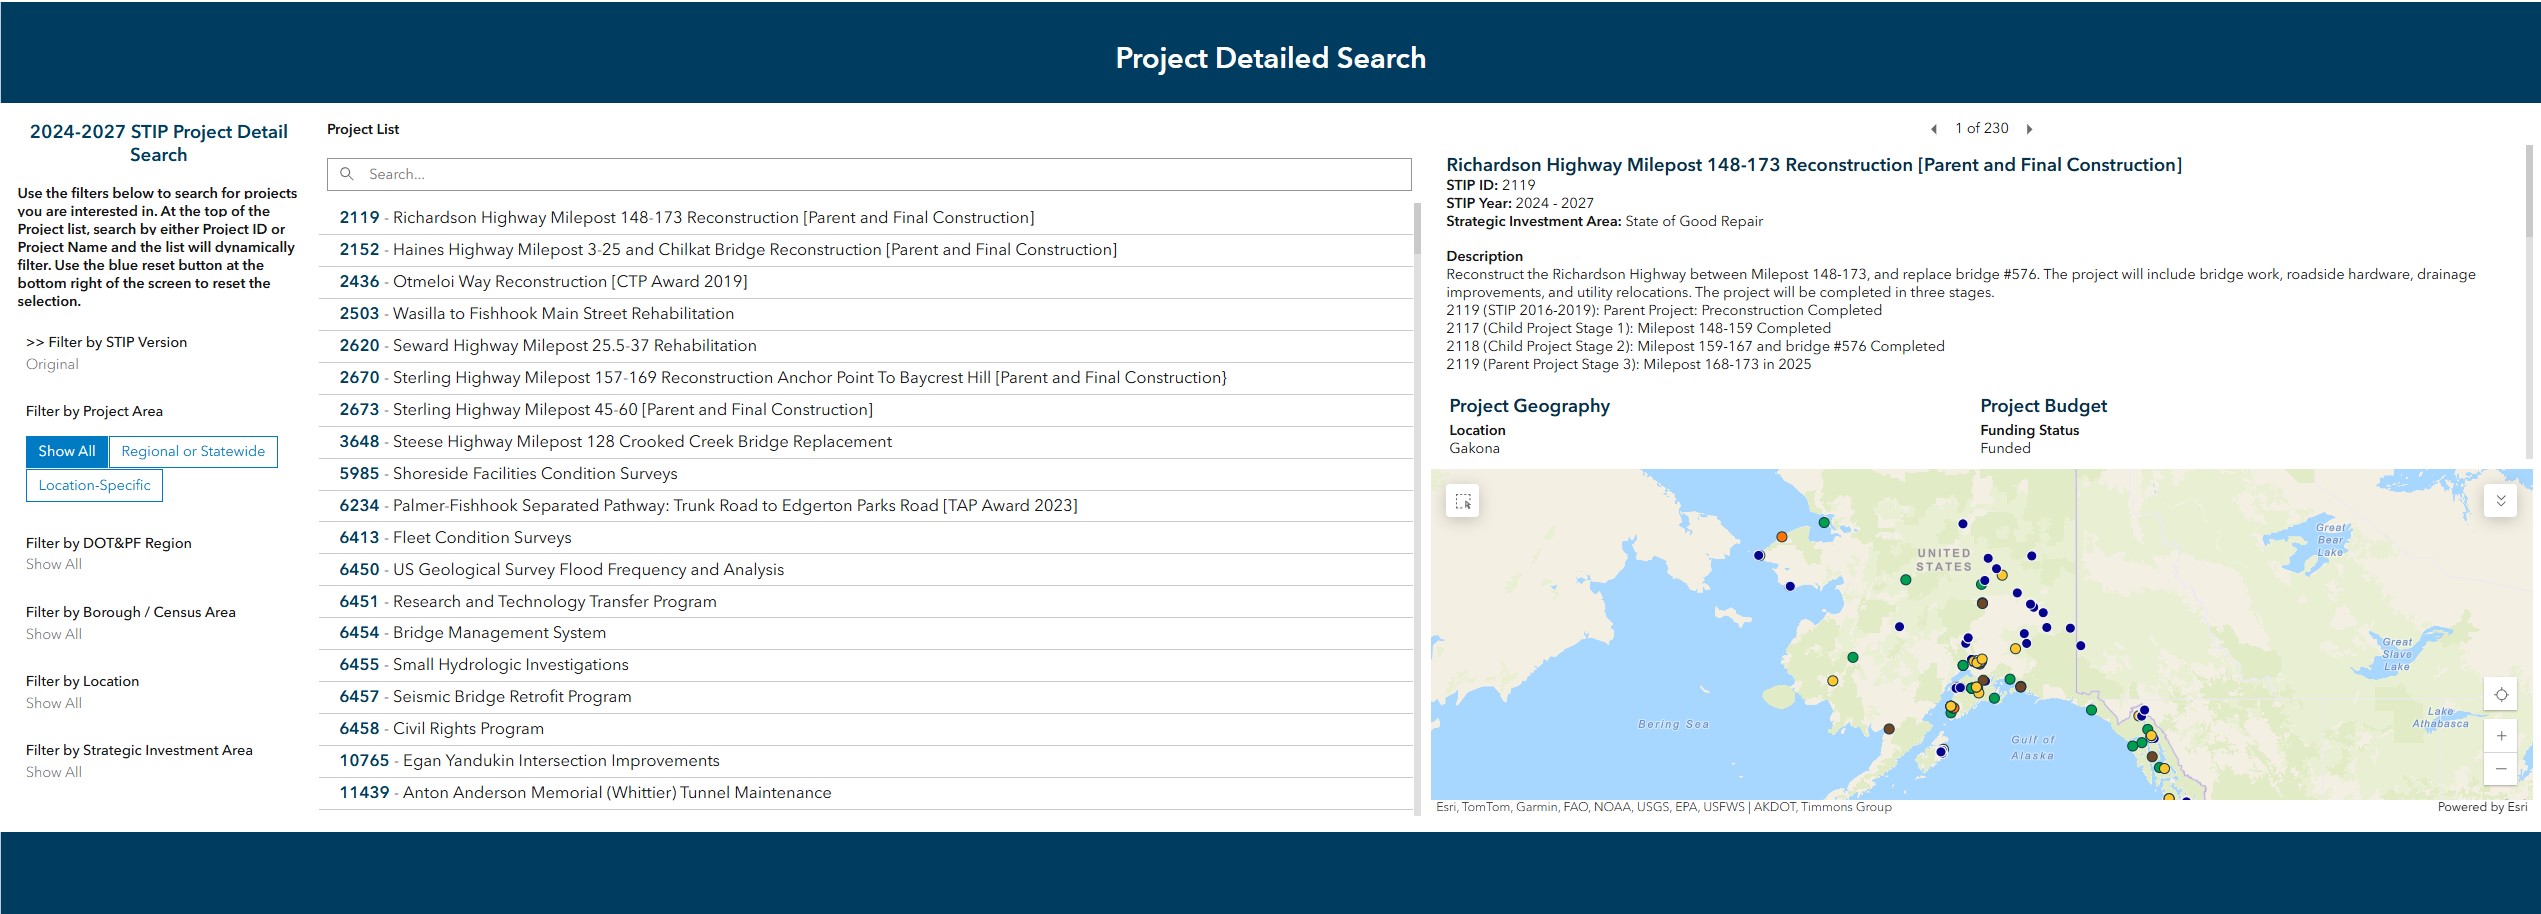 Project Detailed Search
2024-2027 STIP Project Detail
Search
Use the filters below to search for projects
you are interested in. At the top of the
Project list, search by either Project ID or
Project Name and the list will dynamically
filter. Use the blue reset button at the
bottom right of the screen to reset the
selection.
>> Filter by STIP Version
Original
Filter by Project Area
Show All
Regional or Statewide
Location-Specific
Filter by DOT&PF Region
Show All
Filter by Borough / Census Area
Show All
Filter by Location
Show All
Filter by Strategic Investment Area
Show All
Project List
Search...
2119 - Richardson Highway Milepost 148-173 Reconstruction [Parent and Final Construction]
2152 - Haines Highway Milepost 3-25 and Chilkat Bridge Reconstruction [Parent and Final Construction]
2436 - Otmeloi Way Reconstruction [CTP Award 2019]
2503 - Wasilla to Fishhook Main Street Rehabilitation
2620 - Seward Highway Milepost 25.5-37 Rehabilitation
2670 - Sterling Highway Milepost 157-169 Reconstruction Anchor Point To Baycrest Hill [Parent and Final Construction}
2673 - Sterling Highway Milepost 45-60 [Parent and Final Construction]
3648 - Steese Highway Milepost 128 Crooked Creek Bridge Replacement
5985 - Shoreside Facilities Condition Surveys
6234 - Palmer-Fishhook Separated Pathway: Trunk Road to Edgerton Parks Road [TAP Award 2023]
6413 - Fleet Condition Surveys
6450 - US Geological Survey Flood Frequency and Analysis
6451 - Research and Technology Transfer Program
6454 - Bridge Management System
6455 - Small Hydrologic Investigations
6457 - Seismic Bridge Retrofit Program
6458 - Civil Rights Program
10765 - Egan Yandukin Intersection Improvements
11439 - Anton Anderson Memorial (Whittier) Tunnel Maintenance
1 of 230
Richardson Highway Milepost 148-173 Reconstruction [Parent and Final Construction]
STIP ID: 2119
STIP Year: 2024 - 2027
Strategic Investment Area: State of Good Repair
Description
Reconstruct the Richardson Highway between Milepost 148-173, and replace bridge #576. The project will include bridge work, roadside hardware, drainage
improvements, and utility relocations. The project will be completed in three stages.
2119 (STIP 2016-2019): Parent Project: Preconstruction Completed
2117 (Child Project Stage 1): Milepost 148-159 Completed
2118 (Child Project Stage 2): Milepost 159-167 and bridge #576 Completed
2119 (Parent Project Stage 3): Milepost 168-173 in 2025
Project Geography
Location
Gakona
Project Budget
Funding Status
Funded
UNITED
STATES
Great
Bear
Lake
Great
Slave
Lake
Lake
Athabasca
Bering Sea
Gulf of
Alaska
Esri, TomTom, Garmin, FAO, NOAA, USGS, EPA, USFWS | AKDOT, Timmons Group
Powered by Esri